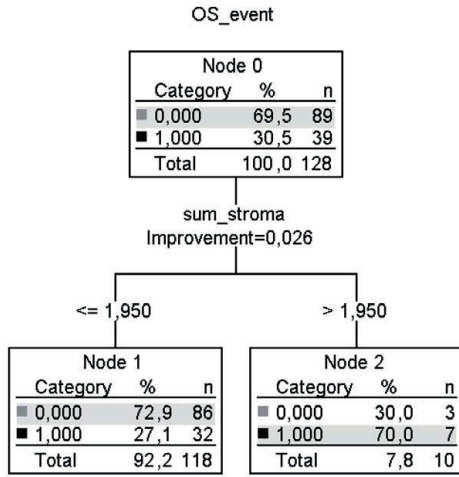 OS_event
Node 0
Category % n
0,000 69,5 89
1,000 30,5 39
Total 100,0 128
sum_stroma
Improvement=0,026
<= 1,950
> 1,950
Node 1
Category % n
0,000 72,9 86
1,000 27,1 32
Total 92,2 118
Node 2
Category % n
0,000 30,0 3
1,000 70,0 7
Total 7,8 10